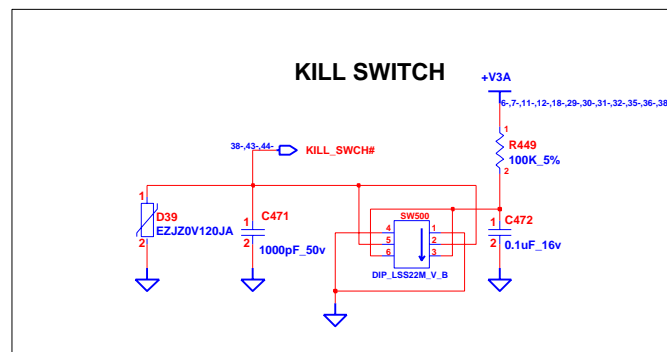 KILL SWITCH
+V3A
6-,7-,11-,12-,18-,29-,30-,31-,32-,35-,36-,38
1
R449
100K_5%
2
38-,43-,44-
KILL_SWCH#
1
D39
EZJZ0V120JA
2
1
C471
2
1000pF_50v
SW500
4 1
5 2
6 3
DIP_LSS22M_V_B
1
C472
2
0.1uF_16v